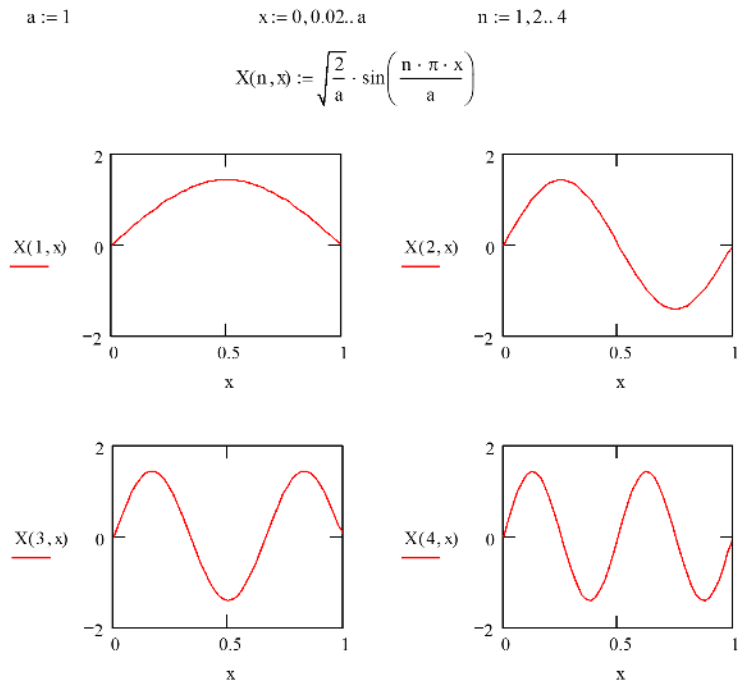 a := 1 x := 0, 0.02.. a n := 1, 2.. 4
X(n, x) := √(2/a) · sin(n · π · x / a)
2
X(1, x) 0
−2
0 0.5 1
x
2
X(2, x) 0
−2
0 0.5 1
x
2
X(3, x) 0
−2
0 0.5 1
x
2
X(4, x) 0
−2
0 0.5 1
x